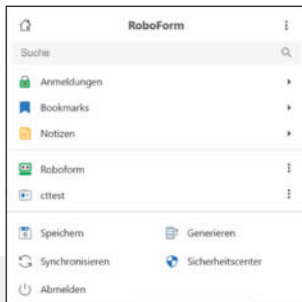 RoboForm
Suche
Anmeldungen
Bookmarks
Notizen
Roboform
cttest
Speichern
Generieren
Synchronisieren
Sicherheitscenter
Abmelden